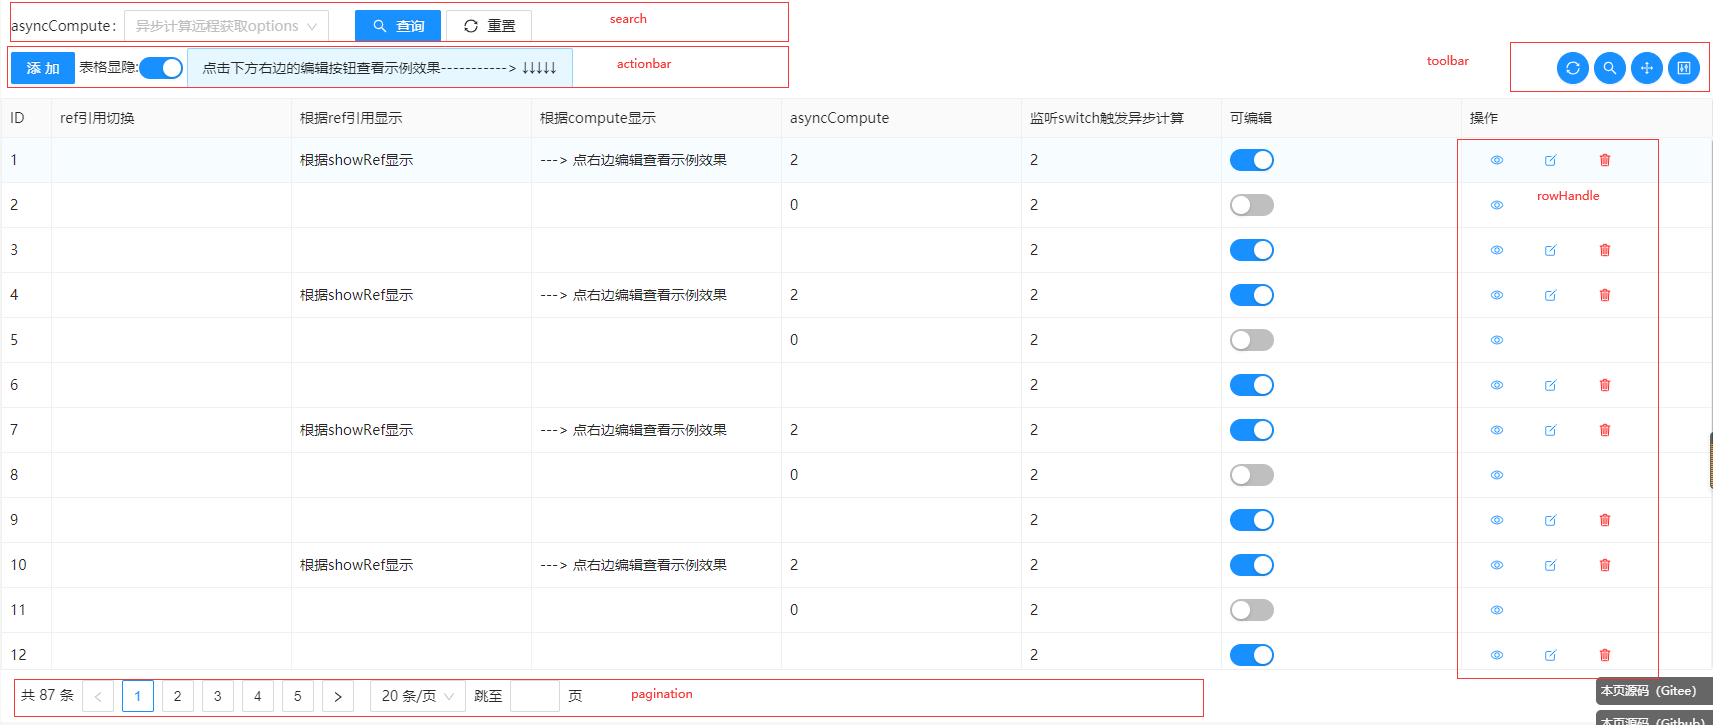 asyncCompute: 异步计算远程获取options 查询 重置 search
添 加 表格显隐: 点击下方右边的编辑按钮查看示例效果-----------> ↓↓↓↓↓ actionbar toolbar
ID ref引用切换 根据ref引用显示 根据compute显示 asyncCompute 监听switch触发异步计算 可编辑 操作
1 根据showRef显示 ---> 点右边编辑查看示例效果 2 2
rowHandle
2 0 2
3 2
4 根据showRef显示 ---> 点右边编辑查看示例效果 2 2
5 0 2
6 2
7 根据showRef显示 ---> 点右边编辑查看示例效果 2 2
8 0 2
9 2
10 根据showRef显示 ---> 点右边编辑查看示例效果 2 2
11 0 2
12 2
共 87 条 < 1 2 3 4 5 > 20 条/页 跳至 页 pagination
本页源码（Gitee）
本页源码（Github）